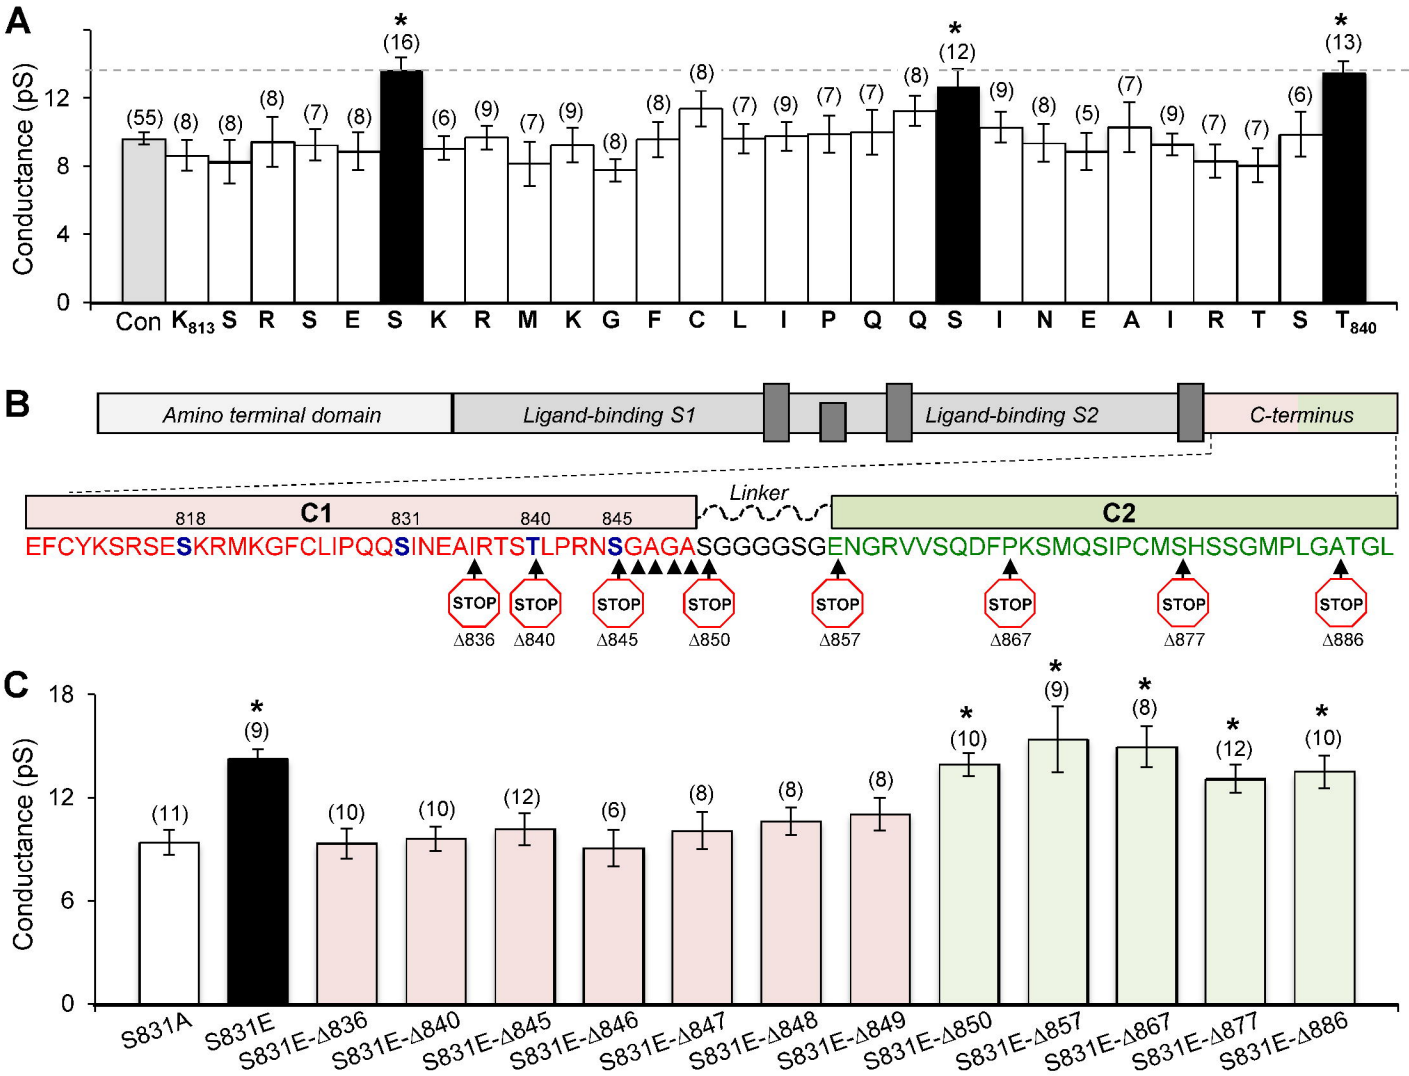 A
Conductance (pS)
12
8
4
0
(55) (8) (8) (8) (7) (8) (16) (6) (9) (7) (9) (8) (8) (8) (7) (9) (7) (7) (8) (12) (9) (8) (5) (7) (9) (7) (7) (6) (13)
* * *
Con K813 S R S E S K R M K G F C L I P Q Q S I N E A I R T S T840
B
Amino terminal domain Ligand-binding S1 Ligand-binding S2 C-terminus
Linker
C1 C2
818 831 840 845
EFCYKSRSESKRMKGFCLIPQQSINEAIRTSTLPRNSGAGASGGGGSGENGRVVSQDFPKSMQSIPCMSHSSGMPLGATGL
STOP STOP STOP STOP STOP STOP STOP STOP
Δ836 Δ840 Δ845 Δ850 Δ857 Δ867 Δ877 Δ886
C
Conductance (pS)
18
12
6
0
* * * * * *
(11) (9) (10) (10) (12) (6) (8) (8) (8) (10) (9) (8) (12) (10)
S831A S831E S831E-Δ836 S831E-Δ840 S831E-Δ845 S831E-Δ846 S831E-Δ847 S831E-Δ848 S831E-Δ849 S831E-Δ850 S831E-Δ857 S831E-Δ867 S831E-Δ877 S831E-Δ886